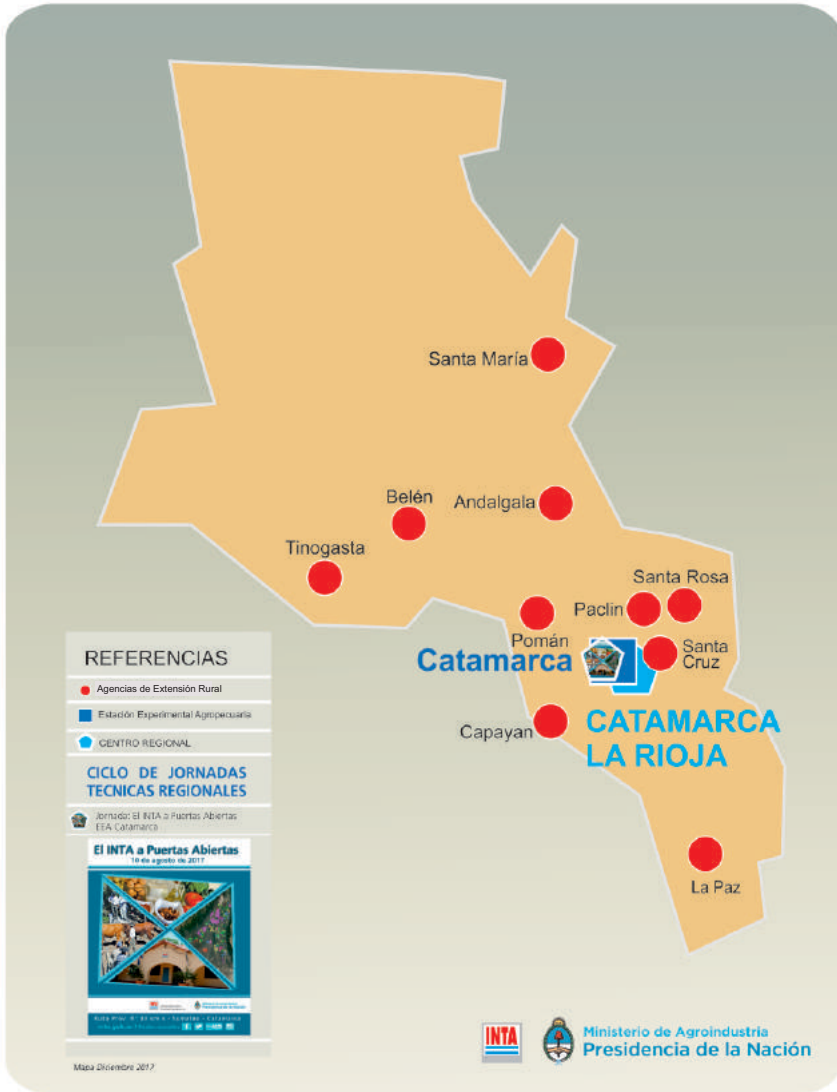 Santa María
Belén
Andalgala
Tinogasta
Santa Rosa
Paclin
Pomán
Santa
Cruz
Catamarca
Capayan
CATAMARCA
LA RIOJA
La Paz
REFERENCIAS
Agencias de Extensión Rural
Estación Experimental Agropecuaria
CENTRO REGIONAL
CICLO DE JORNADAS
TECNICAS REGIONALES
Jornada: El INTA a Puertas Abiertas
EEA Catamarca
El INTA a Puertas Abiertas
10 de agosto de 2017
Mapa Diciembre 2017
INTA
Ministerio de Agroindustria
Presidencia de la Nación